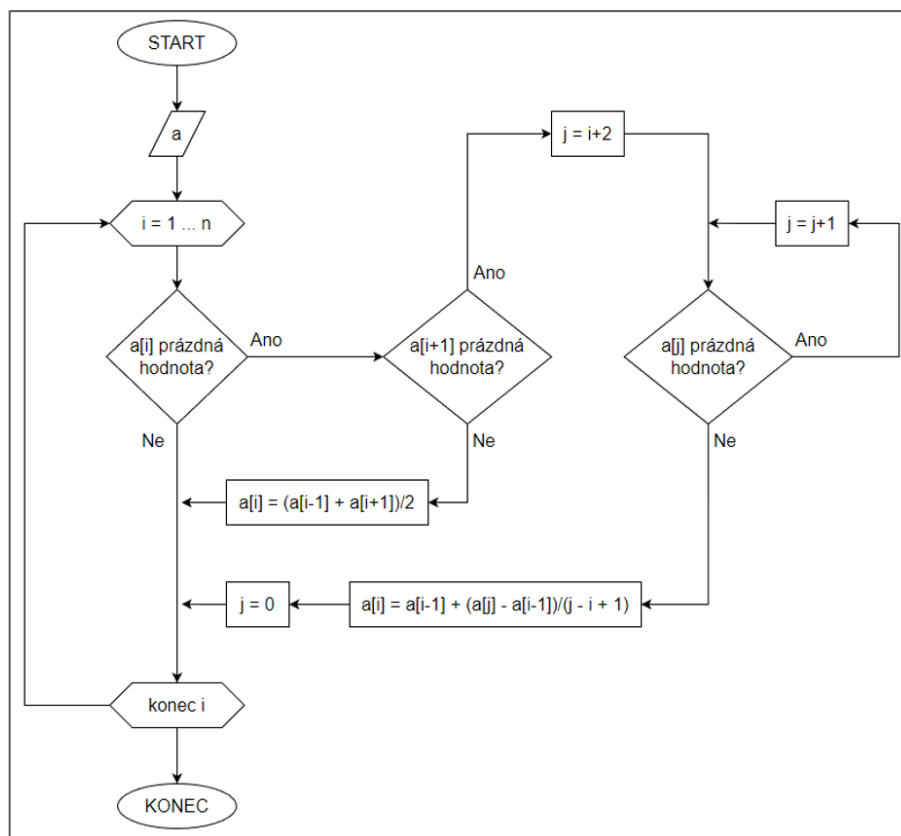 START
a
i = 1 ... n
a[i] prázdná
hodnota?
Ano
Ne
a[i+1] prázdná
hodnota?
Ano
Ne
j = i+2
j = j+1
a[j] prázdná
hodnota?
Ano
Ne
a[i] = (a[i-1] + a[i+1])/2
j = 0
a[i] = a[i-1] + (a[j] - a[i-1])/(j - i + 1)
konec i
KONEC